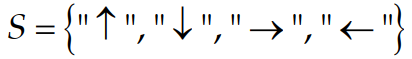 S = {"↑", "↓", "→", "←"}